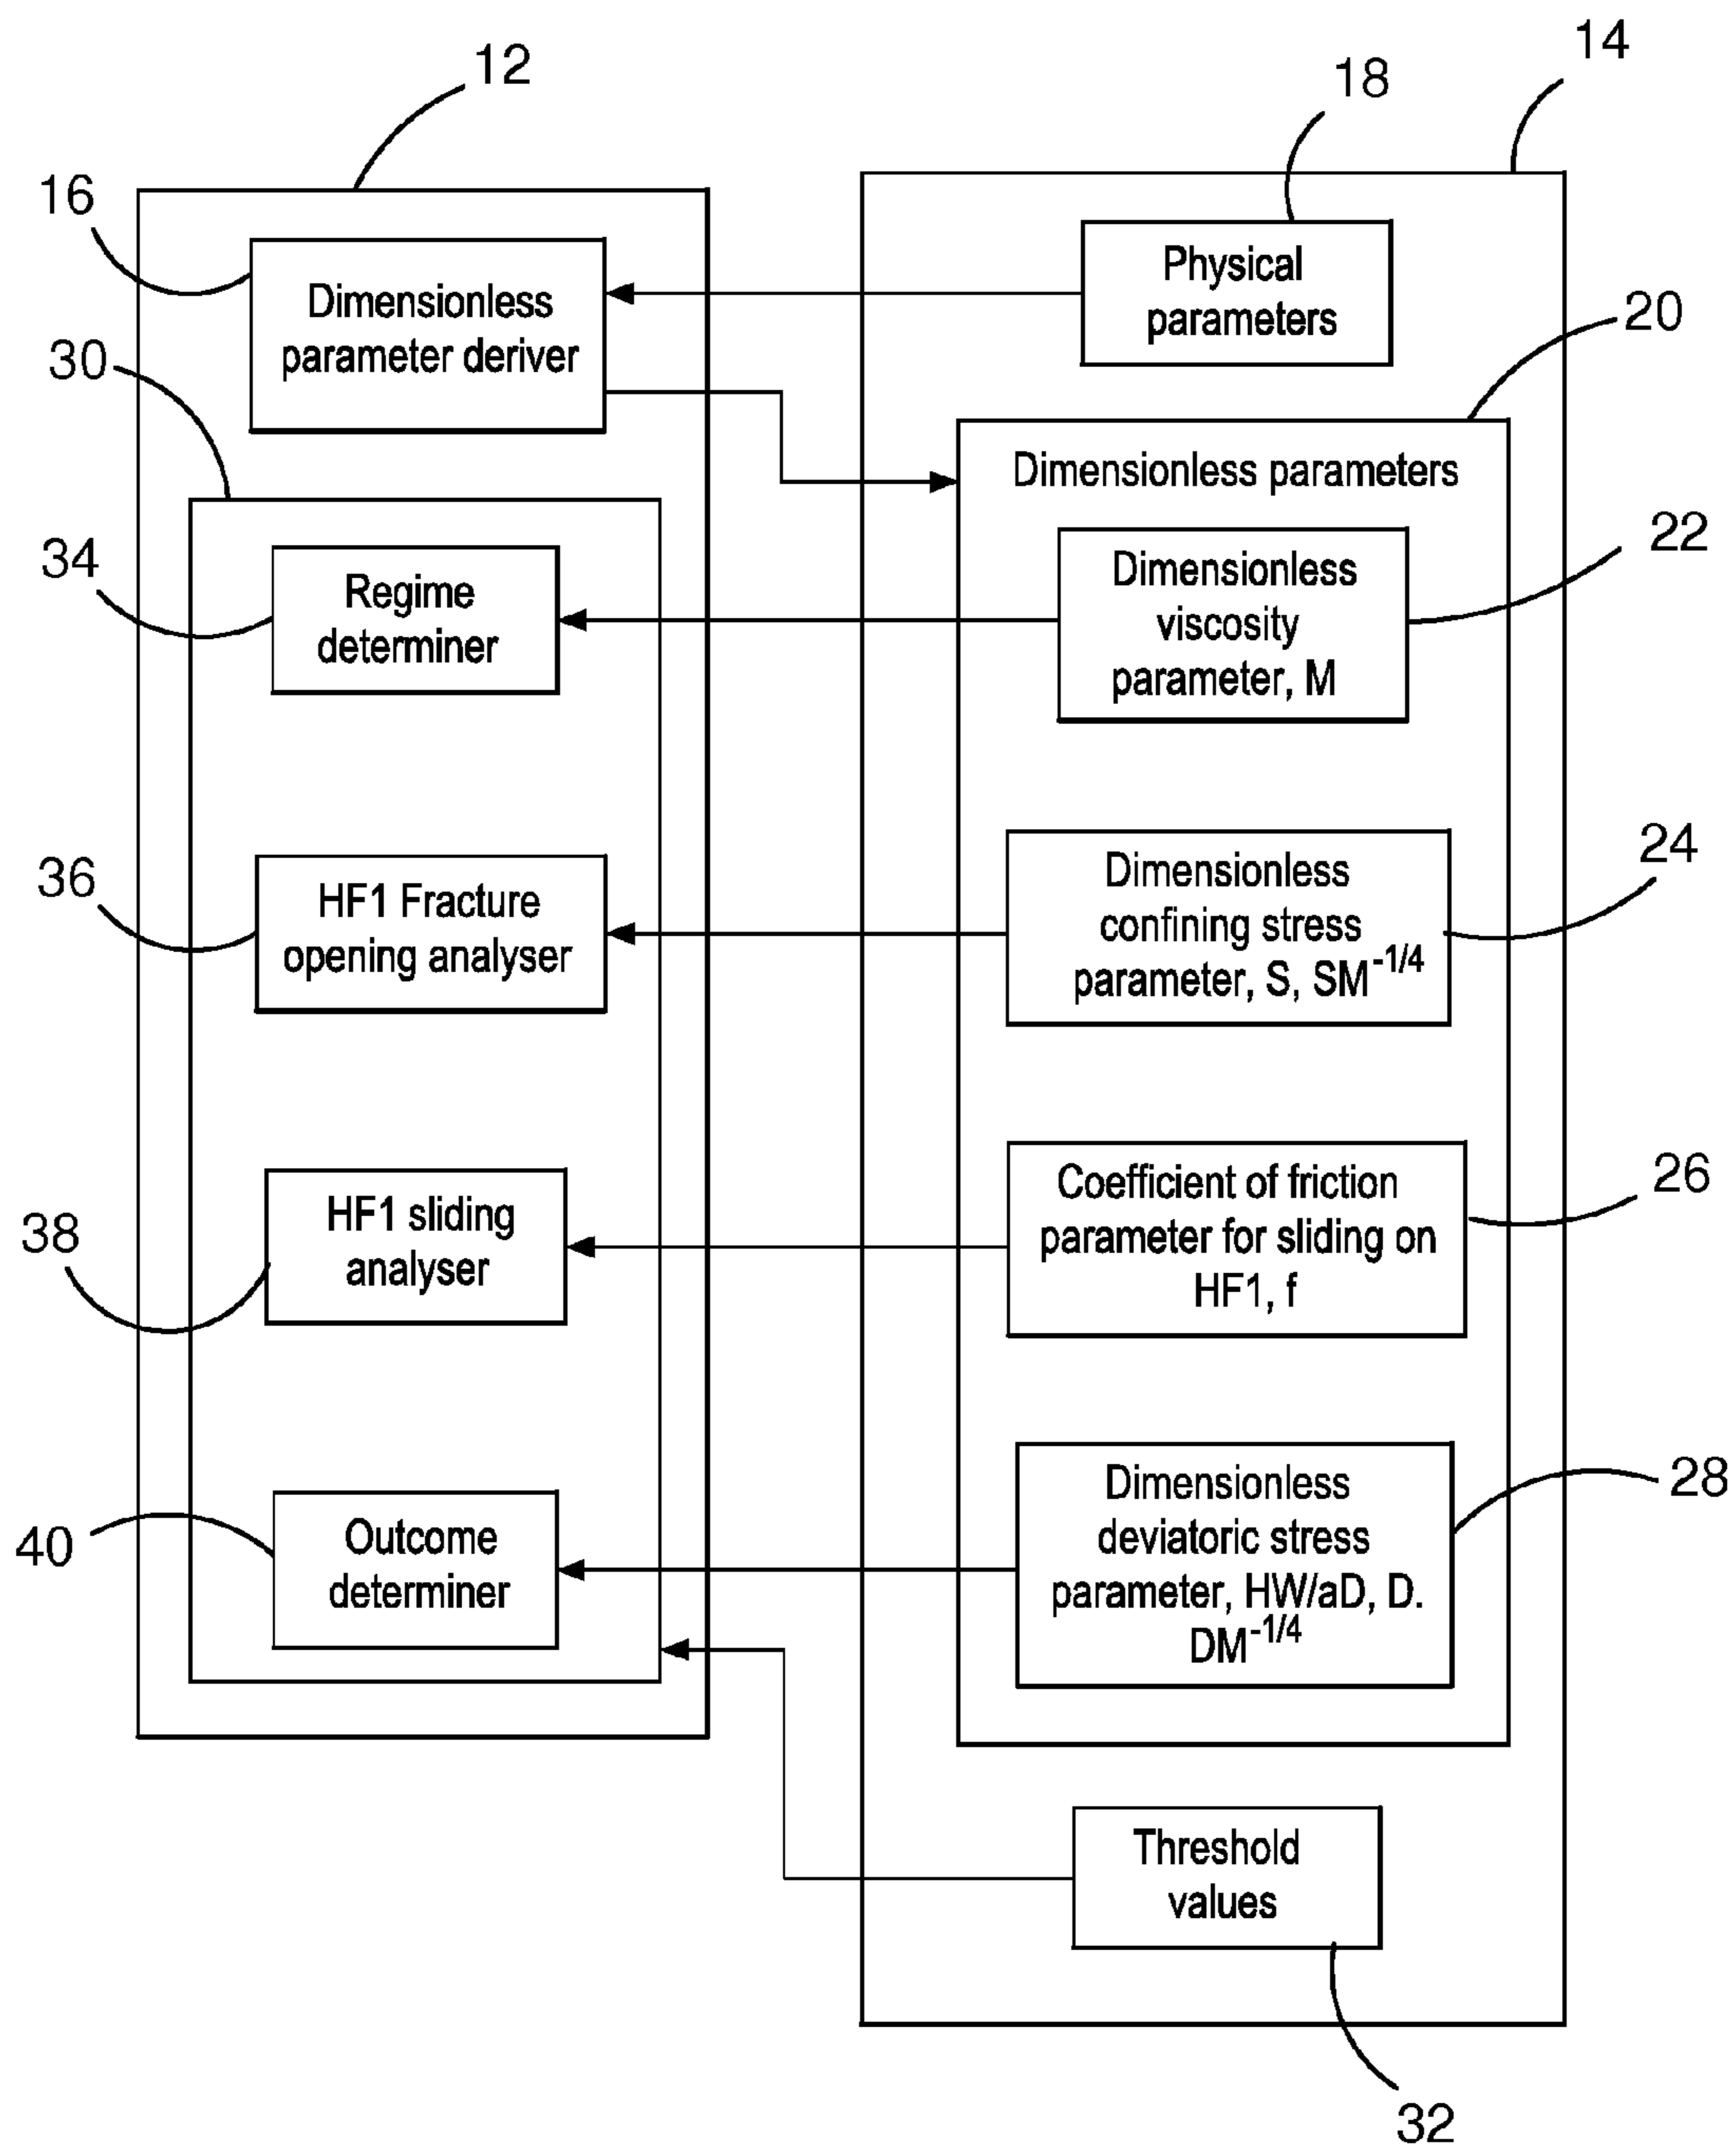 14
12
18
16
Physical
parameters
Dimensionless
parameter deriver
20
30
Dimensionless parameters
22
34
Regime
determiner
Dimensionless
viscosity
parameter, M
24
36
HF1 Fracture
opening analyser
Dimensionless
confining stress
parameter, S, SM-1/4
26
38
HF1 sliding
analyser
Coefficient of friction
parameter for sliding on
HF1, f
28
40
Outcome
determiner
Dimensionless
deviatoric stress
parameter, HW/aD, D.
DM-1/4
Threshold
values
32